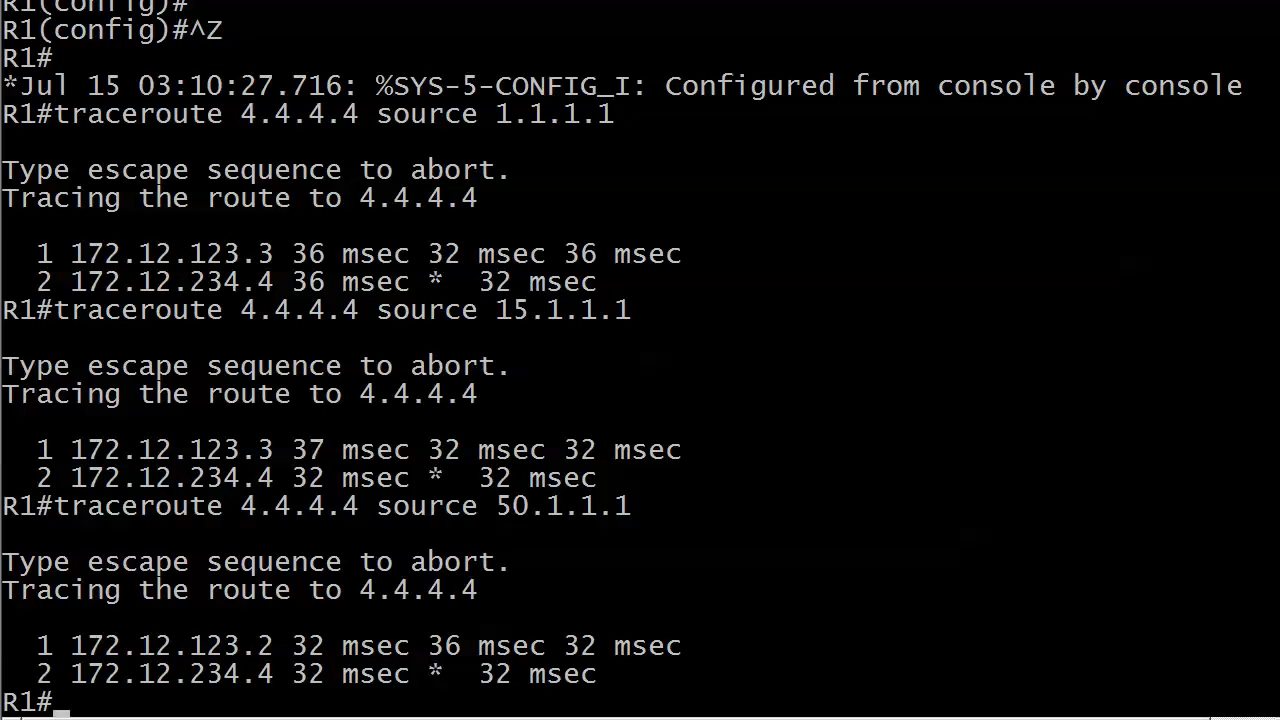 R1(config)#
R1(config)#^Z
R1#
*Jul 15 03:10:27.716: %SYS-5-CONFIG_I: Configured from console by console
R1#traceroute 4.4.4.4 source 1.1.1.1
Type escape sequence to abort.
Tracing the route to 4.4.4.4
1 172.12.123.3 36 msec 32 msec 36 msec
2 172.12.234.4 36 msec * 32 msec
R1#traceroute 4.4.4.4 source 15.1.1.1
Type escape sequence to abort.
Tracing the route to 4.4.4.4
1 172.12.123.3 37 msec 32 msec 32 msec
2 172.12.234.4 32 msec * 32 msec
R1#traceroute 4.4.4.4 source 50.1.1.1
Type escape sequence to abort.
Tracing the route to 4.4.4.4
1 172.12.123.2 32 msec 36 msec 32 msec
2 172.12.234.4 32 msec * 32 msec
R1#